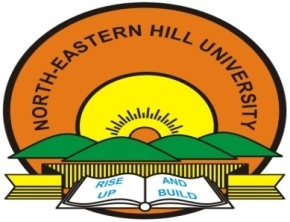 NORTH-EASTERN HILL UNIVERSITY
RISE UP
AND BUILD